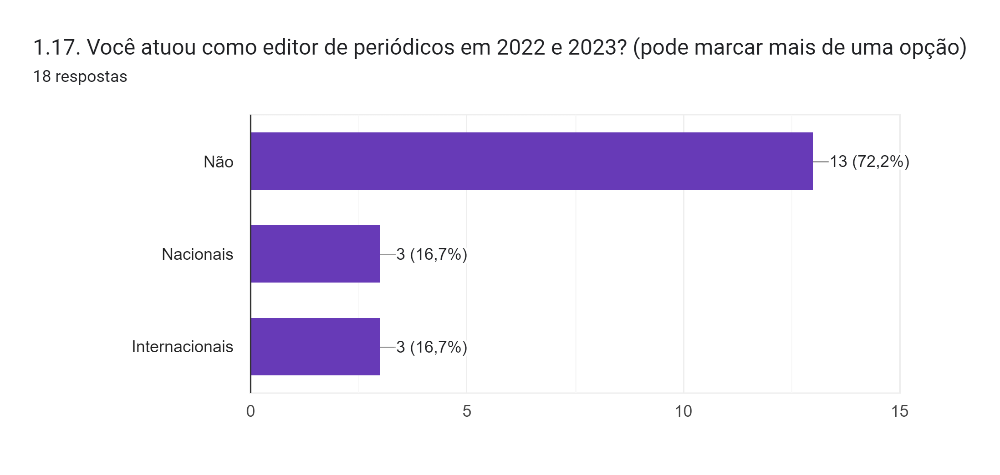 1.17. Você atuou como editor de periódicos em 2022 e 2023? (pode marcar mais de uma opção)
18 respostas
Não
13 (72,2%)
Nacionais
3 (16,7%)
Internacionais
3 (16,7%)
0 5 10 15